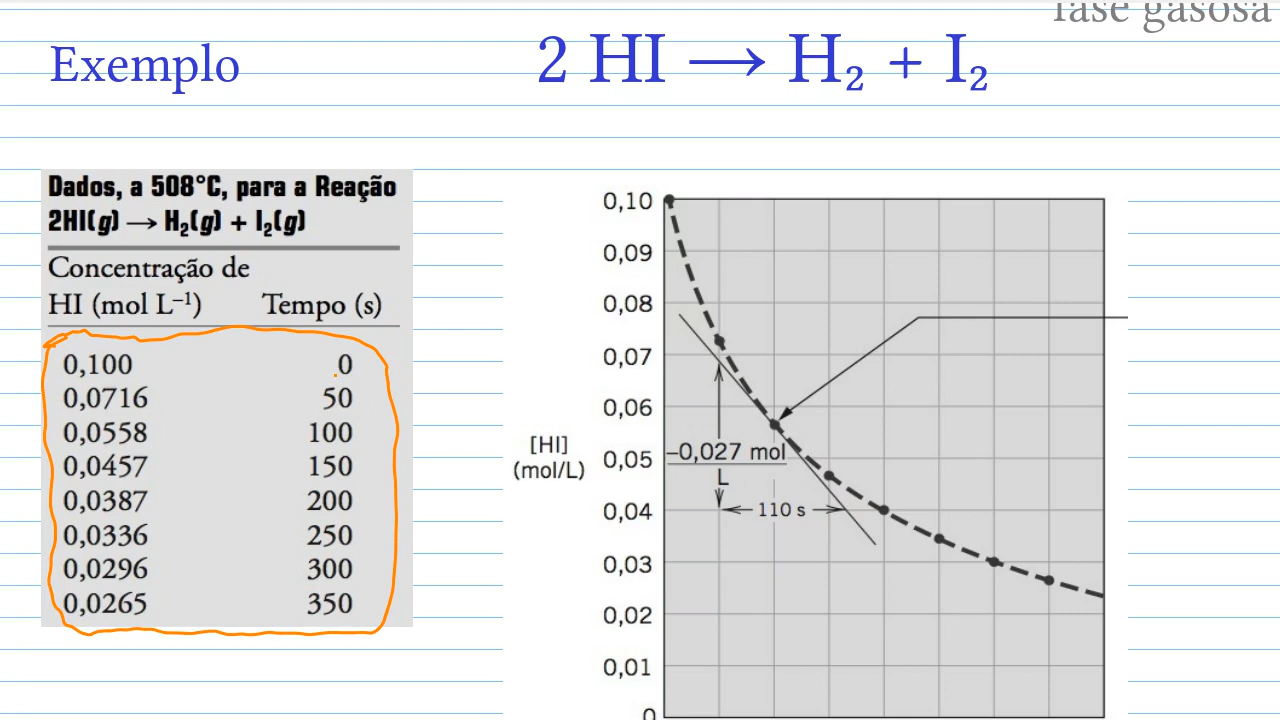 fase gasosa
Exemplo
2 HI → H₂ + I₂
Dados, a 508°C, para a Reação
2HI(g) → H₂(g) + I₂(g)
Concentração de
HI (mol L⁻¹) Tempo (s)
0,100 0
0,0716 50
0,0558 100
0,0457 150
0,0387 200
0,0336 250
0,0296 300
0,0265 350
[HI]
(mol/L)
0,10
0,09
0,08
0,07
0,06
0,05
0,04
0,03
0,02
0,01
0
–0,027 mol
L
110 s